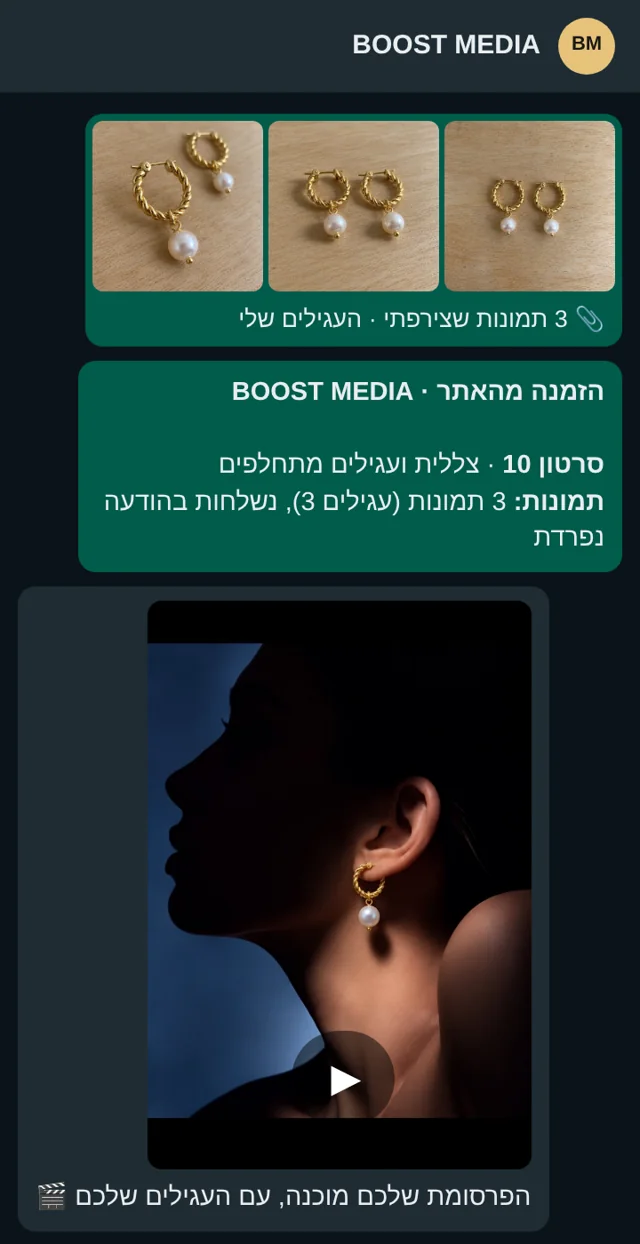 BOOST MEDIA
BM
📎 3 תמונות שצירפתי · העגילים שלי
הזמנה מהאתר · BOOST MEDIA
סרטון 10 · צללית ועגילים מתחלפים
תמונות: 3 תמונות (עגילים 3), נשלחות בהודעה
נפרדת
הפרסומת שלכם מוכנה, עם העגילים שלכם 🎬